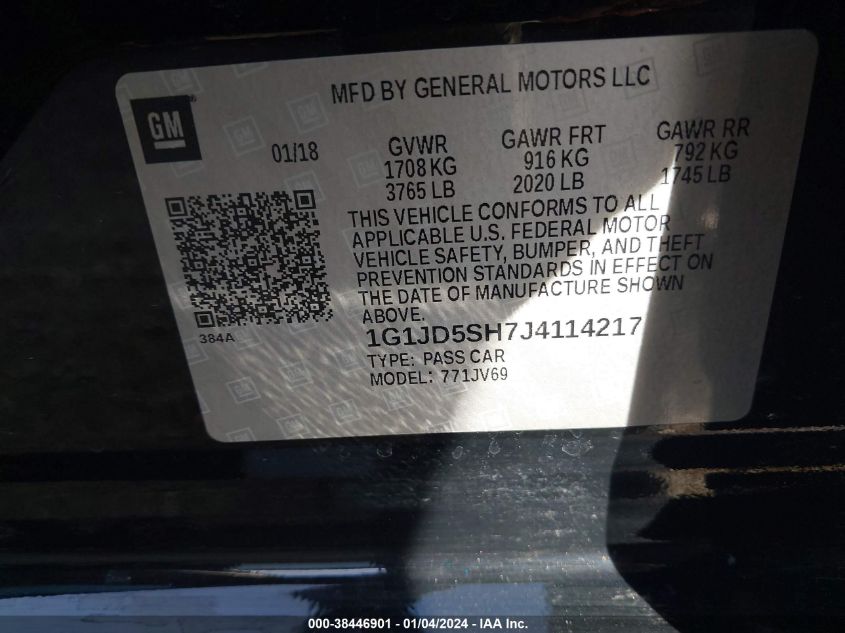 MFD BY GENERAL MOTORS LLC
GM ®
01/18
GVWR GAWR FRT GAWR RR
1708 KG 916 KG 792 KG
3765 LB 2020 LB 1745 LB
THIS VEHICLE CONFORMS TO ALL
APPLICABLE U.S. FEDERAL MOTOR
VEHICLE SAFETY, BUMPER, AND THEFT
PREVENTION STANDARDS IN EFFECT ON
THE DATE OF MANUFACTURE SHOWN
ABOVE.
384A
1G1JD5SH7J4114217
TYPE: PASS CAR
MODEL: 771JV69
000-38446901 - 01/04/2024 - IAA Inc.